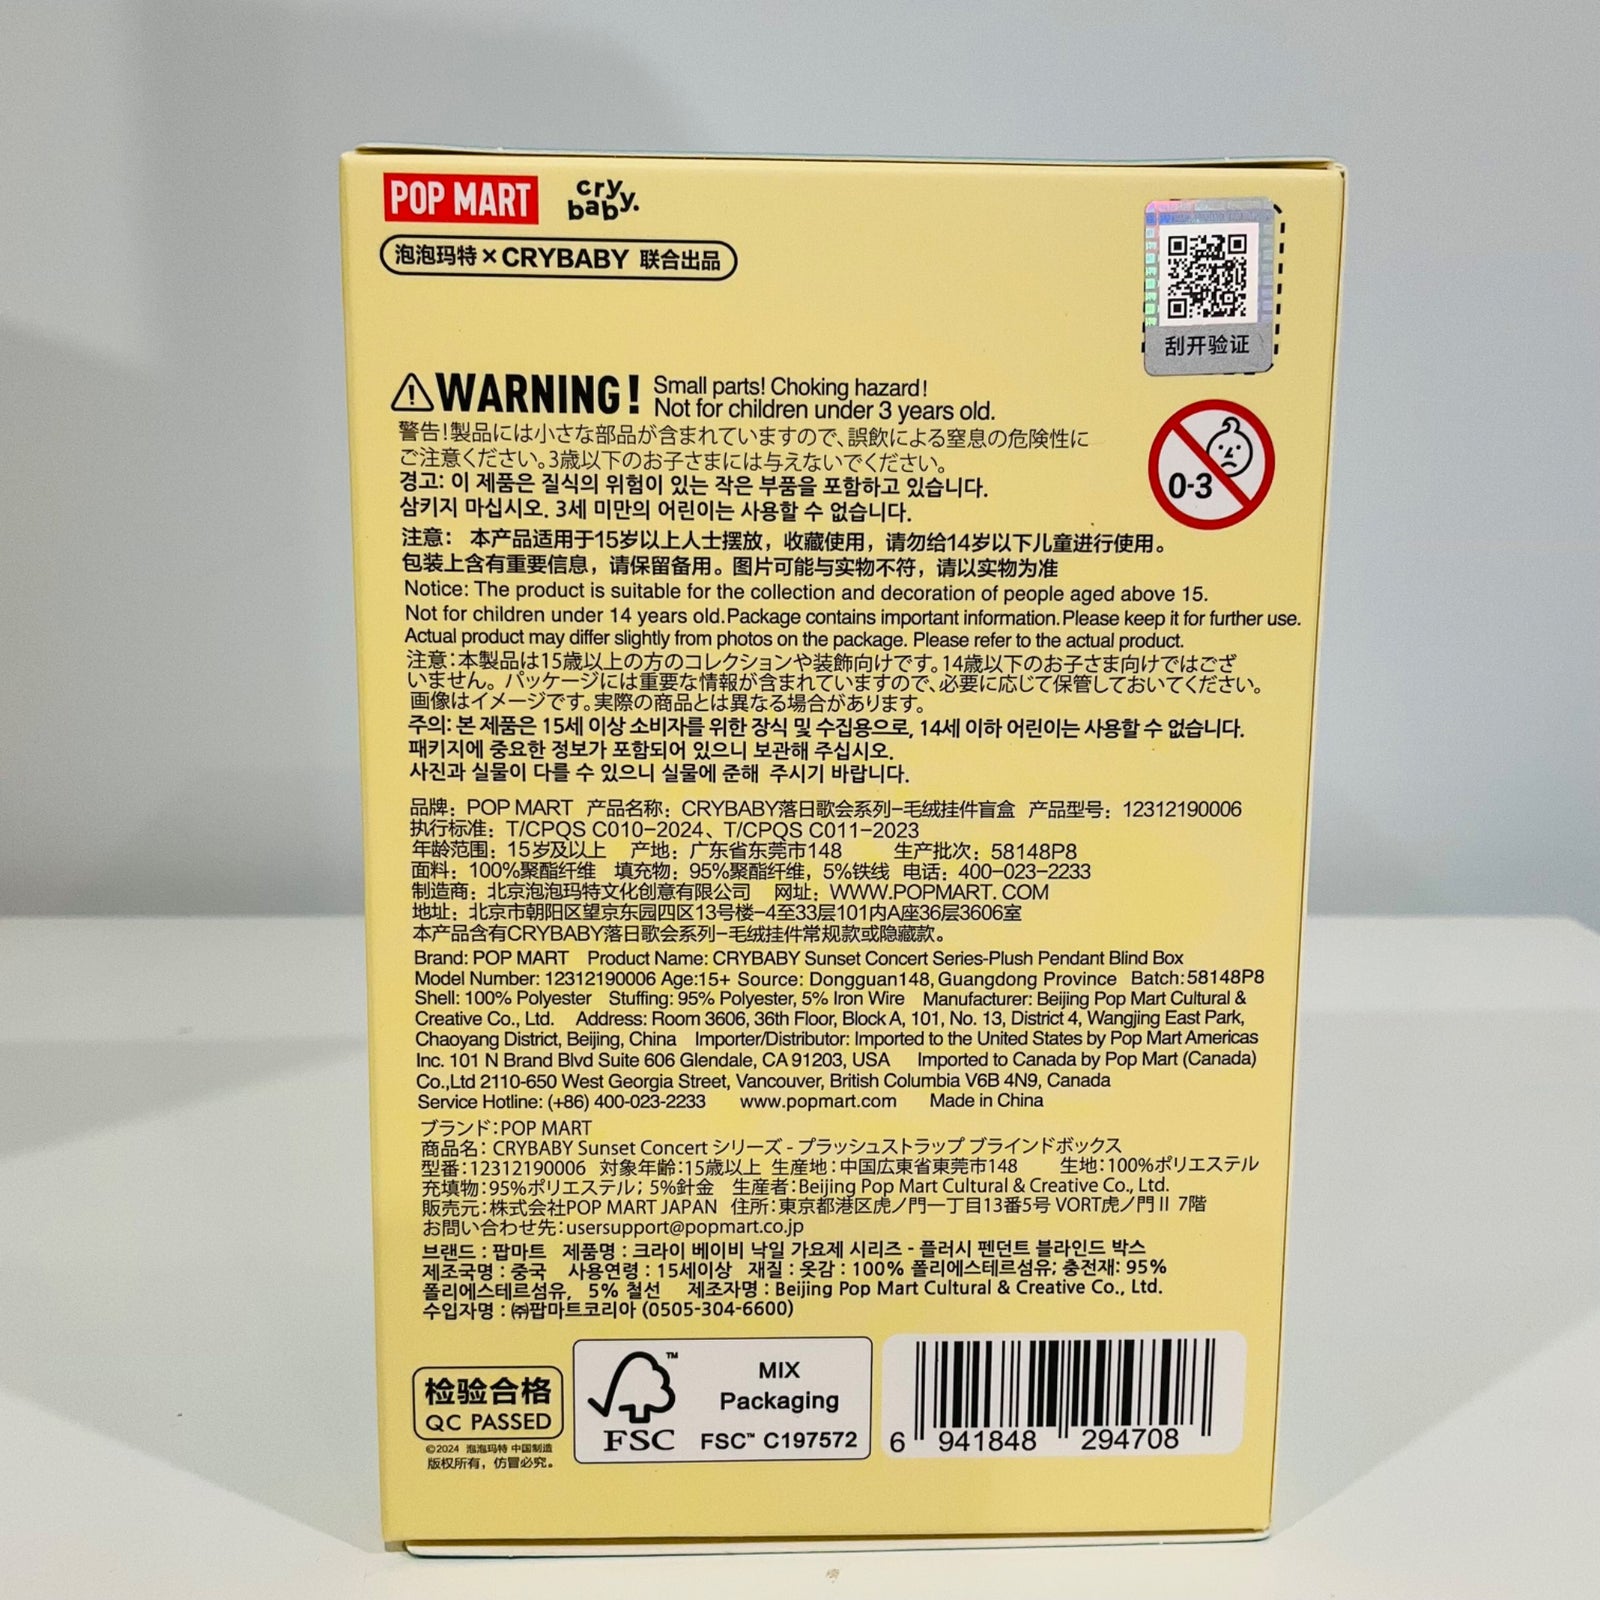 POP MART cry baby.
泡泡玛特×CRYBABY 联合出品
刮开验证
WARNING! Small parts! Choking hazard!
Not for children under 3 years old.
0-3
警告!製品には小さな部品が含まれていますので、誤飲による窒息の危険性に
ご注意ください。3歳以下のお子さまには与えないでください。
경고: 이 제품은 질식의 위험이 있는 작은 부품을 포함하고 있습니다.
삼키지 마십시오. 3세 미만의 어린이는 사용할 수 없습니다.
注意： 本产品适用于15岁以上人士摆放，收藏使用，请勿给14岁以下儿童进行使用。
包装上含有重要信息，请保留备用。图片可能与实物不符，请以实物为准
Notice: The product is suitable for the collection and decoration of people aged above 15.
Not for children under 14 years old.Package contains important information.Please keep it for further use.
Actual product may differ slightly from photos on the package. Please refer to the actual product.
注意:本製品は15歳以上の方のコレクションや装飾向けです。14歳以下のお子さま向けではござ
いません。パッケージには重要な情報が含まれていますので、必要に応じて保管しておいてください。
画像はイメージです。実際の商品とは異なる場合があります。
주의: 본 제품은 15세 이상 소비자를 위한 장식 및 수집용으로, 14세 이하 어린이는 사용할 수 없습니다.
패키지에 중요한 정보가 포함되어 있으니 보관해 주십시오.
사진과 실물이 다를 수 있으니 실물에 준해 주시기 바랍니다.
品牌：POP MART 产品名称：CRYBABY落日歌会系列-毛绒挂件盲盒 产品型号：12312190006
执行标准：T/CPQS C010-2024、T/CPQS C011-2023
年龄范围：15岁及以上 产地：广东省东莞市148 生产批次：58148P8
面料：100%聚酯纤维 填充物：95%聚酯纤维，5%铁线 电话：400-023-2233
制造商：北京泡泡玛特文化创意有限公司 网址：WWW.POPMART. COM
地址：北京市朝阳区望京东园四区13号楼-4至33层101内A座36层3606室
本产品含有CRYBABY落日歌会系列-毛绒挂件常规款或隐藏款。
Brand: POP MART Product Name: CRYBABY Sunset Concert Series-Plush Pendant Blind Box
Model Number: 12312190006 Age:15+ Source: Dongguan148, Guangdong Province Batch:58148P8
Shell: 100% Polyester Stuffing: 95% Polyester, 5% Iron Wire Manufacturer: Beijing Pop Mart Cultural &
Creative Co., Ltd. Address: Room 3606, 36th Floor, Block A, 101, No. 13, District 4, Wangjing East Park,
Chaoyang District, Beijing, China Importer/Distributor: Imported to the United States by Pop Mart Americas
Inc. 101 N Brand Blvd Suite 606 Glendale, CA 91203, USA Imported to Canada by Pop Mart (Canada)
Co.,Ltd 2110-650 West Georgia Street, Vancouver, British Columbia V6B 4N9, Canada
Service Hotline: (+86) 400-023-2233 www.popmart.com Made in China
ブランド:POP MART
商品名: CRYBABY Sunset Concert シリーズ - プラッシュストラップ ブラインドボックス
型番:12312190006 対象年齢:15歳以上 生産地:中国広東省東莞市148 生地:100%ポリエステル
充填物:95%ポリエステル; 5%針金 生産者:Beijing Pop Mart Cultural & Creative Co., Ltd.
販売元:株式会社POP MART JAPAN 住所:東京都港区虎ノ門一丁目13番5号 VORT虎ノ門Ⅱ 7階
お問い合わせ先:usersupport@popmart.co.jp
브랜드 : 팝마트 제품명 : 크라이 베이비 낙일 가요제 시리즈 - 플러시 펜던트 블라인드 박스
제조국명 : 중국 사용연령 : 15세이상 재질 : 옷감 : 100% 폴리에스테르섬유; 충전재: 95%
폴리에스테르섬유, 5% 철선 제조자명 : Beijing Pop Mart Cultural & Creative Co., Ltd.
수입자명 : ㈜팝마트코리아 (0505-304-6600)
检验合格
QC PASSED
©2024 泡泡玛特 中国制造
版权所有，仿冒必究。
FSC
MIX
Packaging
FSC™ C197572
6 941848 294708